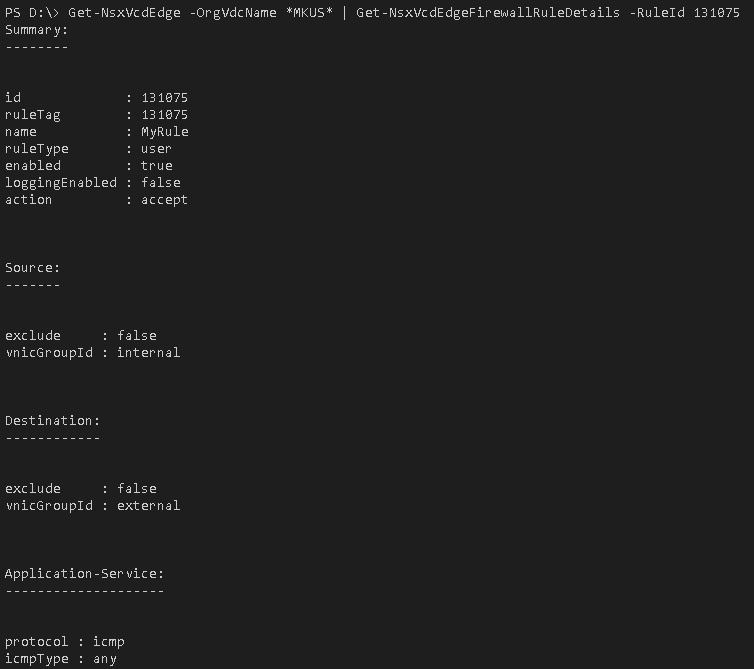 PS D:\> Get-NsxVcdEdge -OrgVdcName *MKUS* | Get-NsxVcdEdgeFirewallRuleDetails -RuleId 131075
Summary:
--------
id             : 131075
ruleTag        : 131075
name           : MyRule
ruleType       : user
enabled        : true
loggingEnabled : false
action         : accept
Source:
-------
exclude     : false
vnicGroupId : internal
Destination:
------------
exclude     : false
vnicGroupId : external
Application-Service:
--------------------
protocol : icmp
icmpType : any